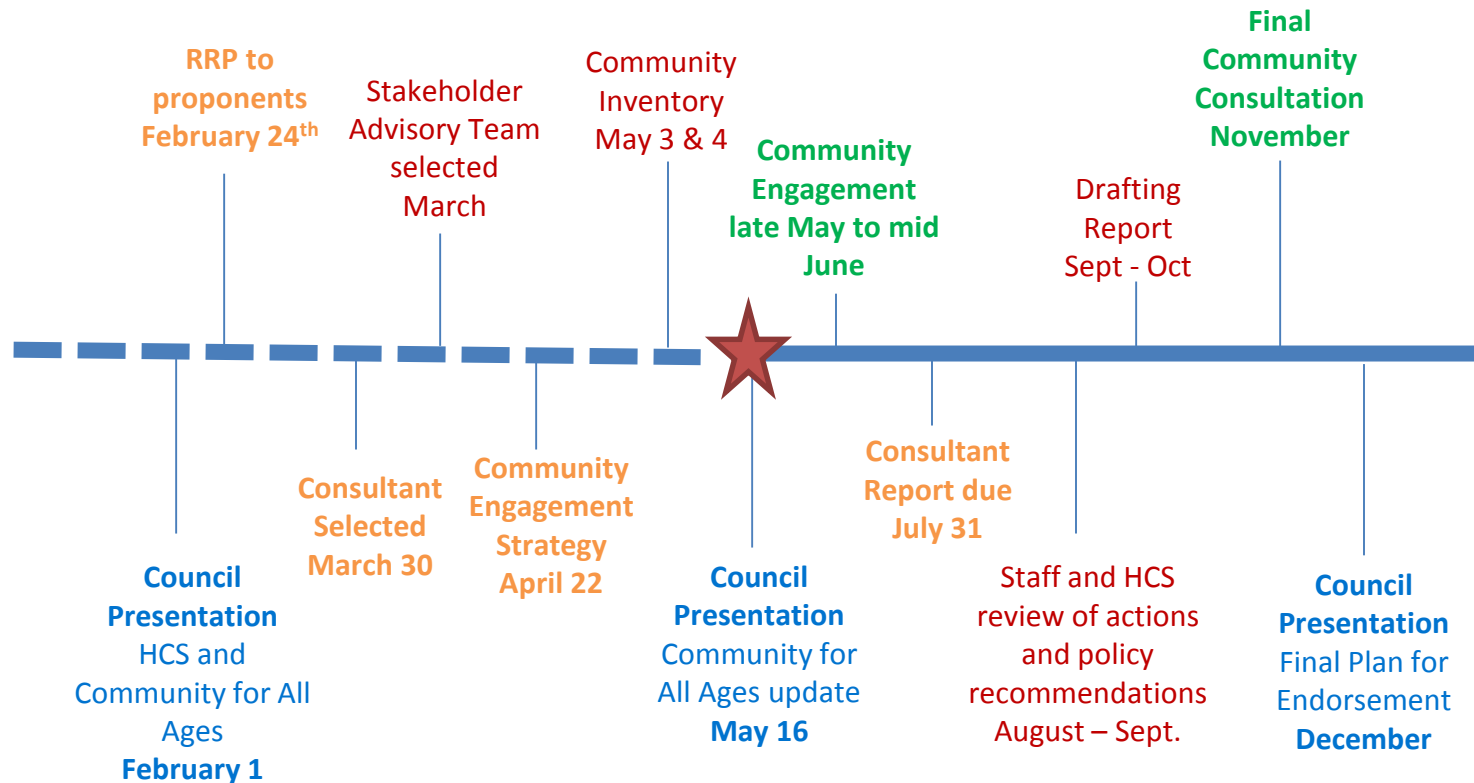 RRP to
proponents
February 24th
Stakeholder
Advisory Team
selected
March
Community
Inventory
May 3 & 4
Community
Engagement
late May to mid
June
Drafting
Report
Sept - Oct
Final
Community
Consultation
November
Council
Presentation
HCS and
Community for All
Ages
February 1
Consultant
Selected
March 30
Community
Engagement
Strategy
April 22
Council
Presentation
Community for
All Ages update
May 16
Consultant
Report due
July 31
Staff and HCS
review of actions
and policy
recommendations
August – Sept.
Council
Presentation
Final Plan for
Endorsement
December